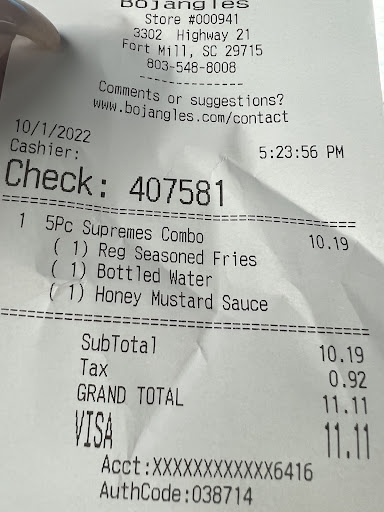 Bojangles
Store #000941
3302 Highway 21
Fort Mill, SC 29715
803-548-8008
Comments or suggestions?
www.bojangles.com/contact
10/1/2022 5:23:56 PM
Cashier:
Check: 407581
1 5Pc Supremes Combo 10.19
( 1) Reg Seasoned Fries
( 1) Bottled Water
( 1) Honey Mustard Sauce
SubTotal 10.19
Tax 0.92
GRAND TOTAL 11.11
VISA 11.11
Acct:XXXXXXXXXXXX6416
AuthCode:038714